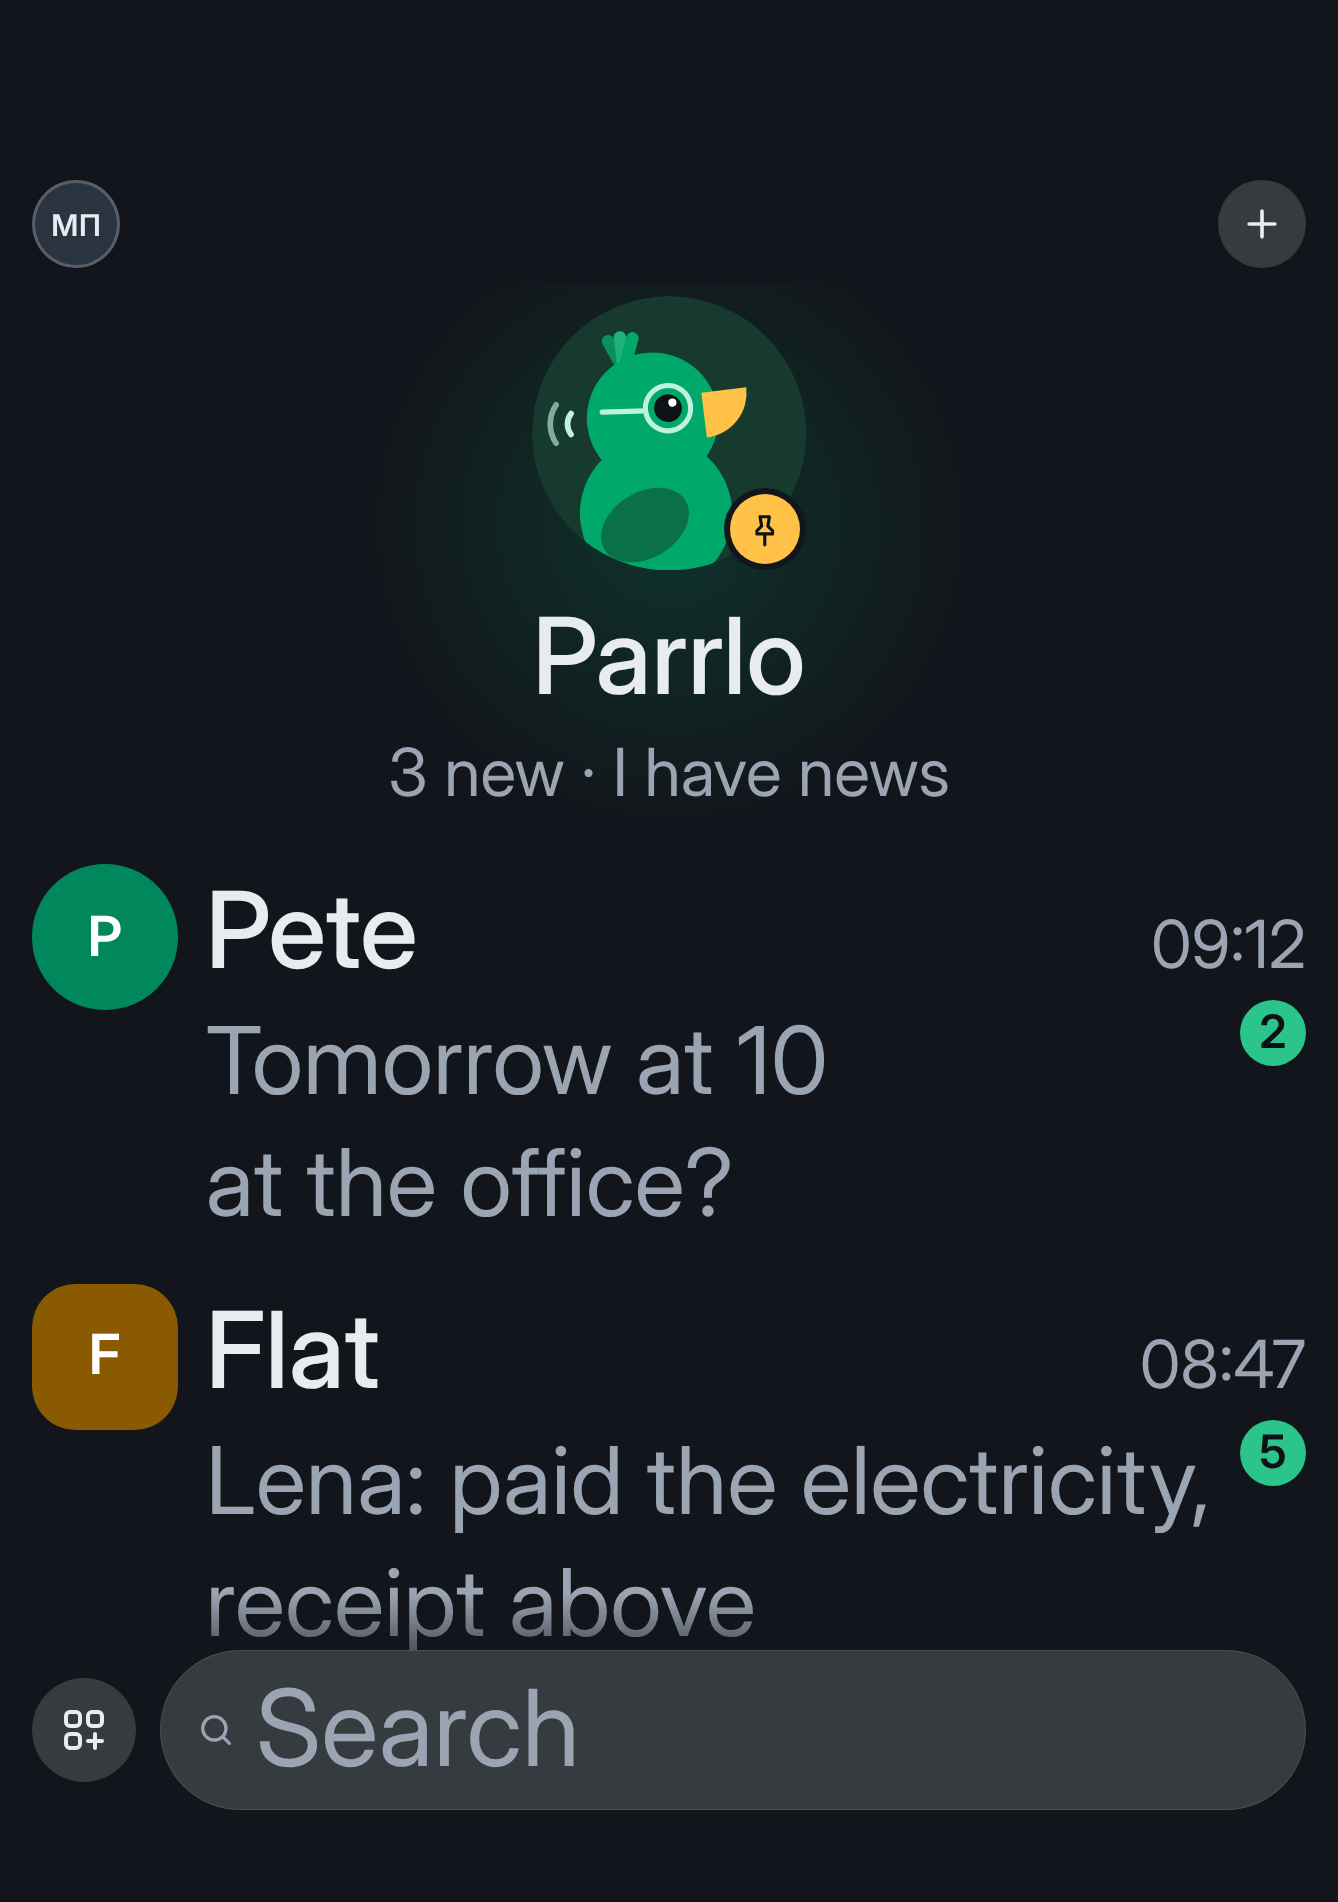 МП
Parrlo
3 new · I have news
P
Pete
09:12
Tomorrow at 10
2
at the office?
F
Flat
08:47
Lena: paid the electricity,
5
receipt above
Search